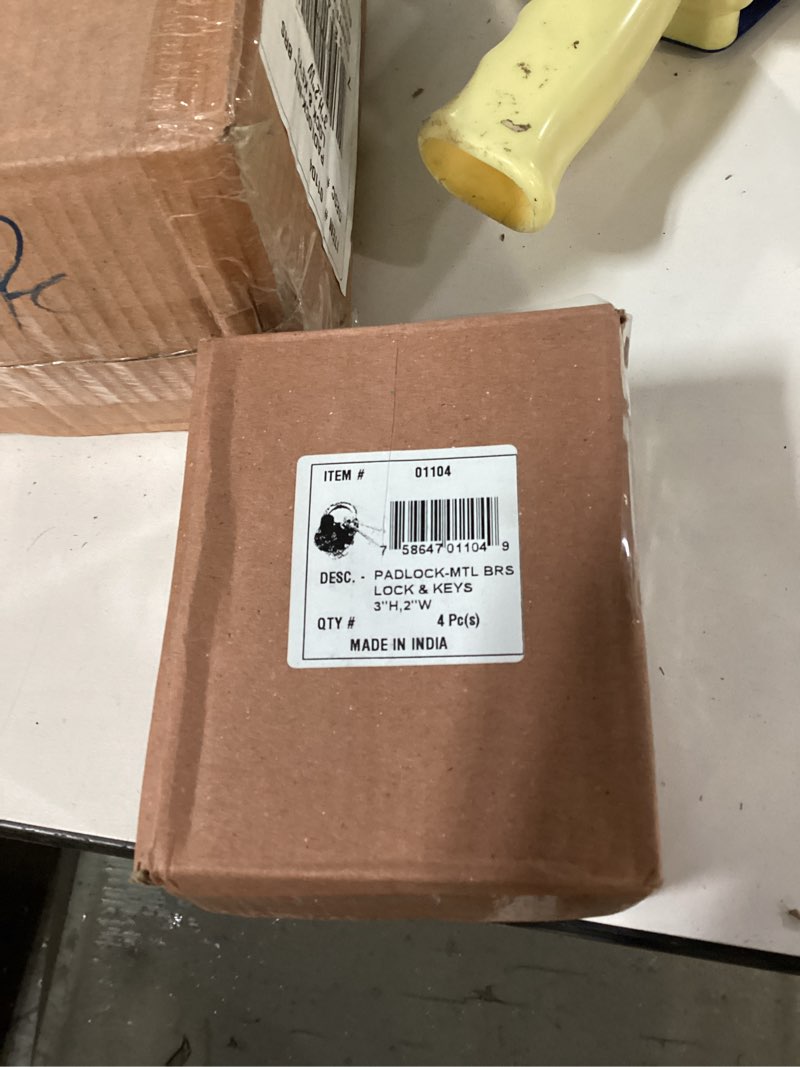 ITEM # 01104
7 58647 01104 9
DESC. - PADLOCK-MTL BRS
LOCK & KEYS
3"H,2"W
QTY # 4 Pc(s)
MADE IN INDIA